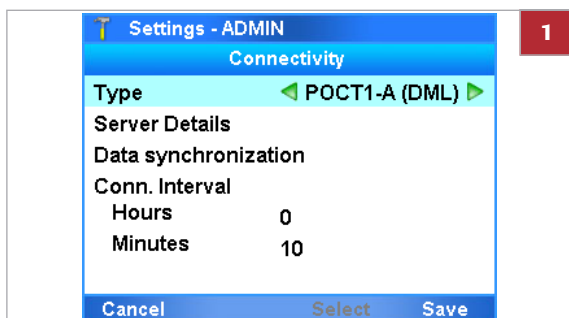 Settings - ADMIN
1
Connectivity
Type POCT1-A (DML)
Server Details
Data synchronization
Conn. Interval
Hours 0
Minutes 10
Cancel Select Save